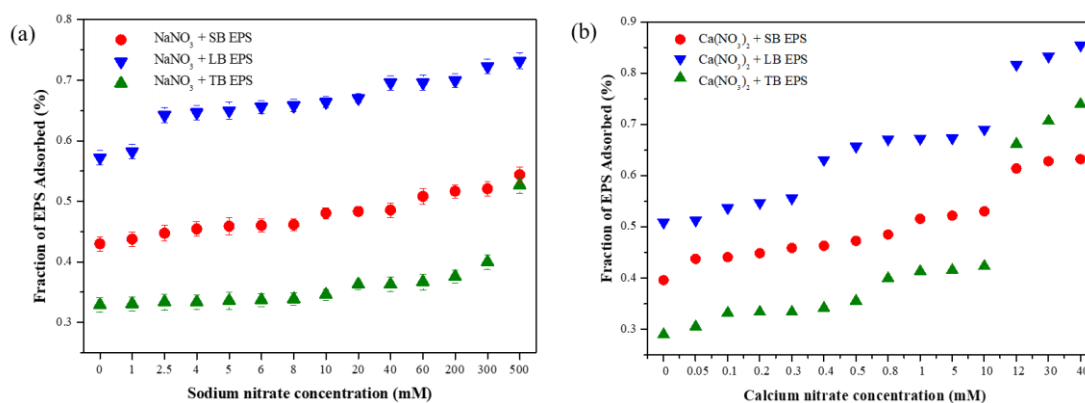 (a)
NaNO3 + SB EPS
NaNO3 + LB EPS
NaNO3 + TB EPS
Fraction of EPS Adsorbed (%)
0.8
0.7
0.6
0.5
0.4
0.3
0 1 2.5 4 5 6 8 10 20 40 60 200 300 500
Sodium nitrate concentration (mM)
(b)
Ca(NO3)2 + SB EPS
Ca(NO3)2 + LB EPS
Ca(NO3)2 + TB EPS
Fraction of EPS Adsorbed (%)
0.9
0.8
0.7
0.6
0.5
0.4
0.3
0 0.05 0.1 0.2 0.3 0.4 0.5 0.8 1 5 10 12 30 40
Calcium nitrate concentration (mM)